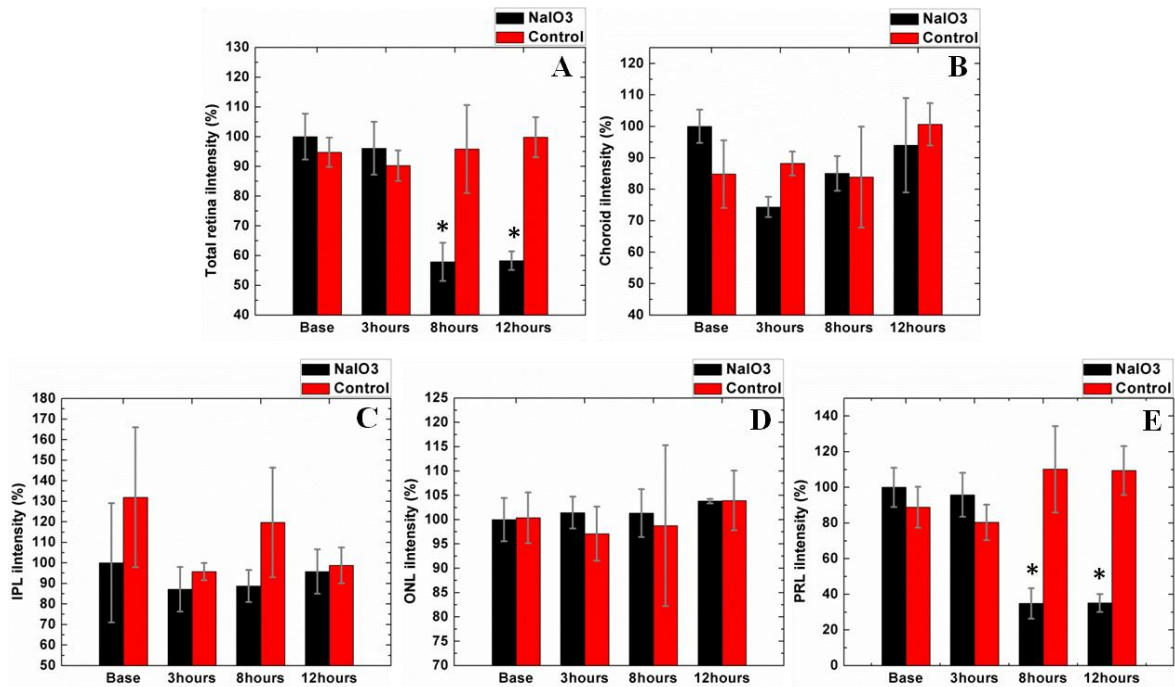 NaIO3
Control
A
Total retina iIntensity (%)
130
120
110
100
90
80
70
60
50
40
*
*
Base 3hours 8hours 12hours
NaIO3
Control
B
Choroid iIntensity (%)
120
110
100
90
80
70
60
50
40
Base 3hours 8hours 12hours
NaIO3
Control
C
IPL iIntensity (%)
180
170
160
150
140
130
120
110
100
90
80
70
60
50
Base 3hours 8hours 12hours
NaIO3
Control
D
ONL iIntensity (%)
125
120
115
110
105
100
95
90
85
80
75
70
Base 3hours 8hours 12hours
NaIO3
Control
E
PRL iIntensity (%)
140
120
100
80
60
40
20
0
*
*
Base 3hours 8hours 12hours